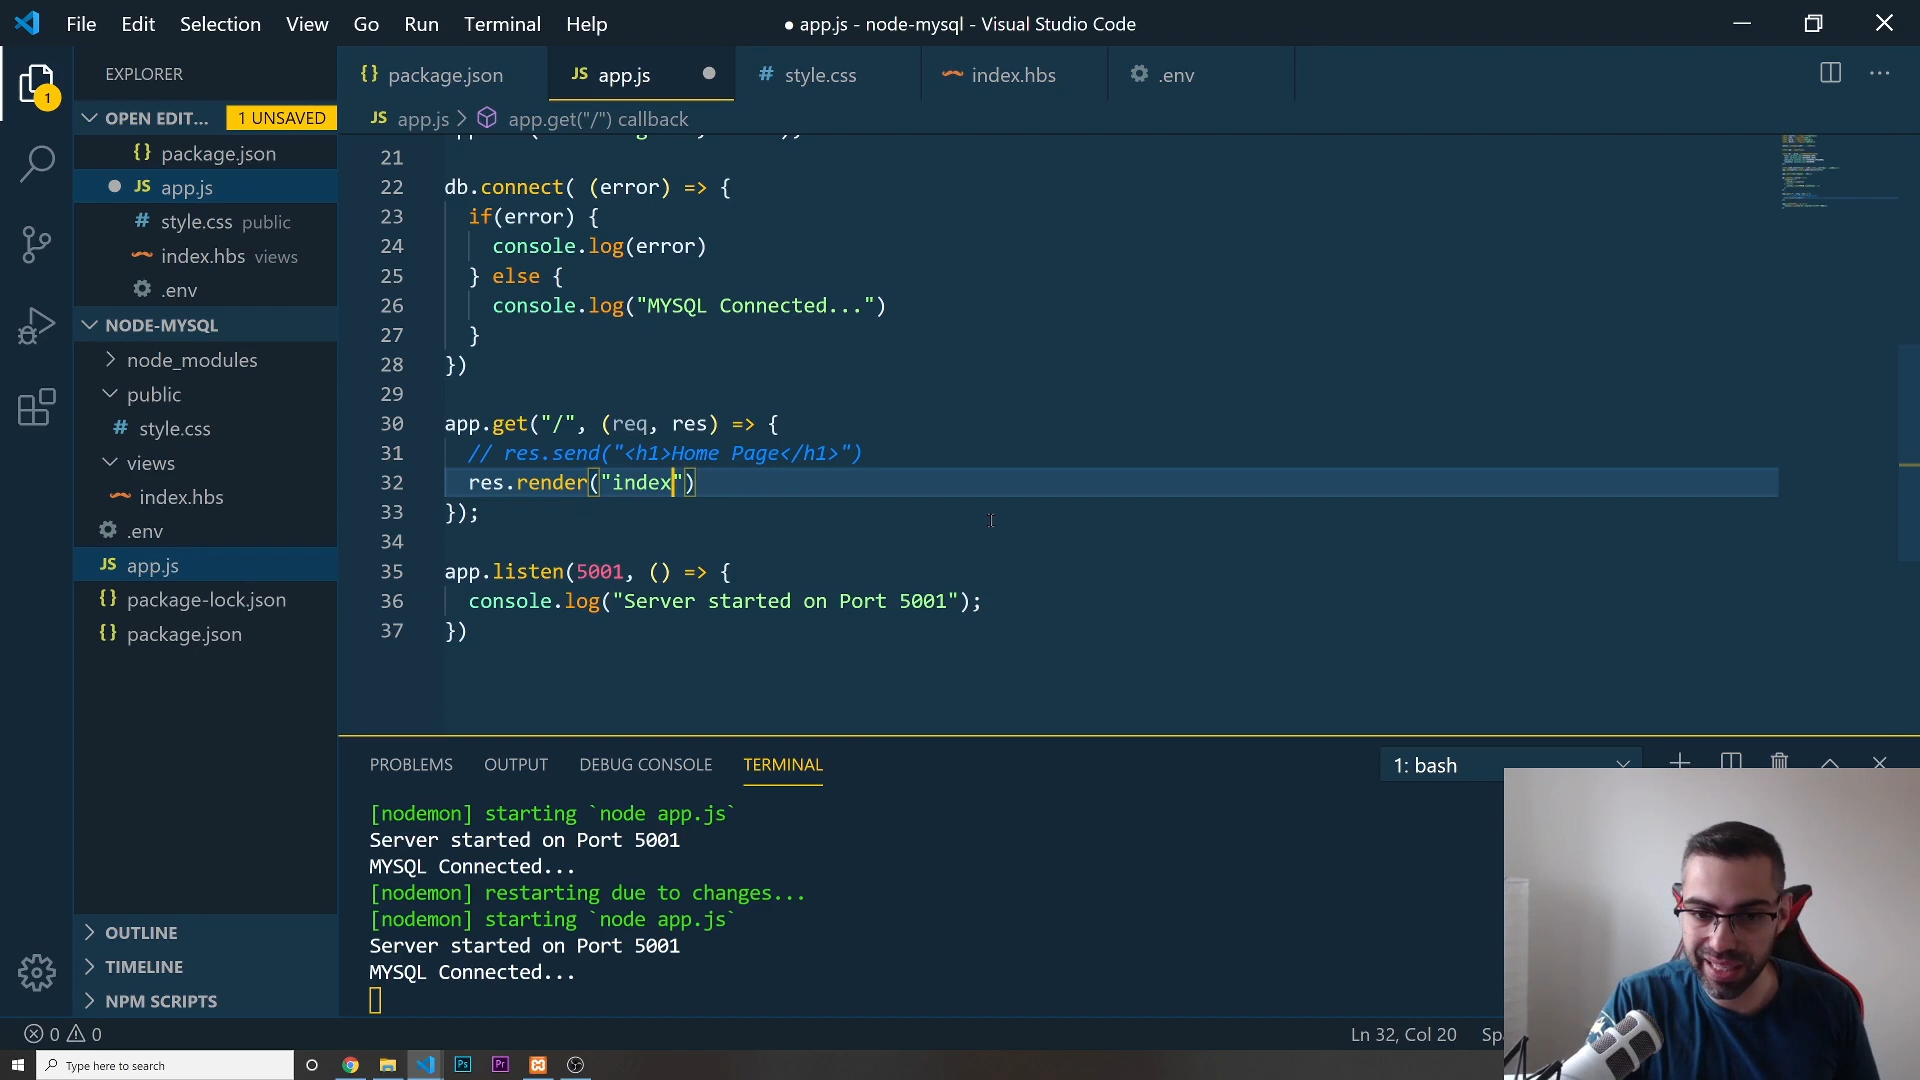 File Edit Selection View Go Run Terminal Help
● app.js - node-mysql - Visual Studio Code
EXPLORER
OPEN EDIT... 1 UNSAVED
{} package.json
JS app.js
# style.css public
index.hbs views
.env
NODE-MYSQL
node_modules
public
# style.css
views
index.hbs
.env
JS app.js
{} package-lock.json
{} package.json
OUTLINE
TIMELINE
NPM SCRIPTS
1
{} package.json JS app.js # style.css index.hbs .env
JS app.js > app.get("/") callback
21
22 db.connect( (error) => {
23 if(error) {
24 console.log(error)
25 } else {
26 console.log("MYSQL Connected...")
27 }
28 })
29
30 app.get("/", (req, res) => {
31 // res.send("<h1>Home Page</h1>")
32 res.render("index")
33 });
34
35 app.listen(5001, () => {
36 console.log("Server started on Port 5001");
37 })
PROBLEMS OUTPUT DEBUG CONSOLE TERMINAL
1: bash
[nodemon] starting `node app.js`
Server started on Port 5001
MYSQL Connected...
[nodemon] restarting due to changes...
[nodemon] starting `node app.js`
Server started on Port 5001
MYSQL Connected...
0 0
Ln 32, Col 20
Type here to search
Ps
Pr